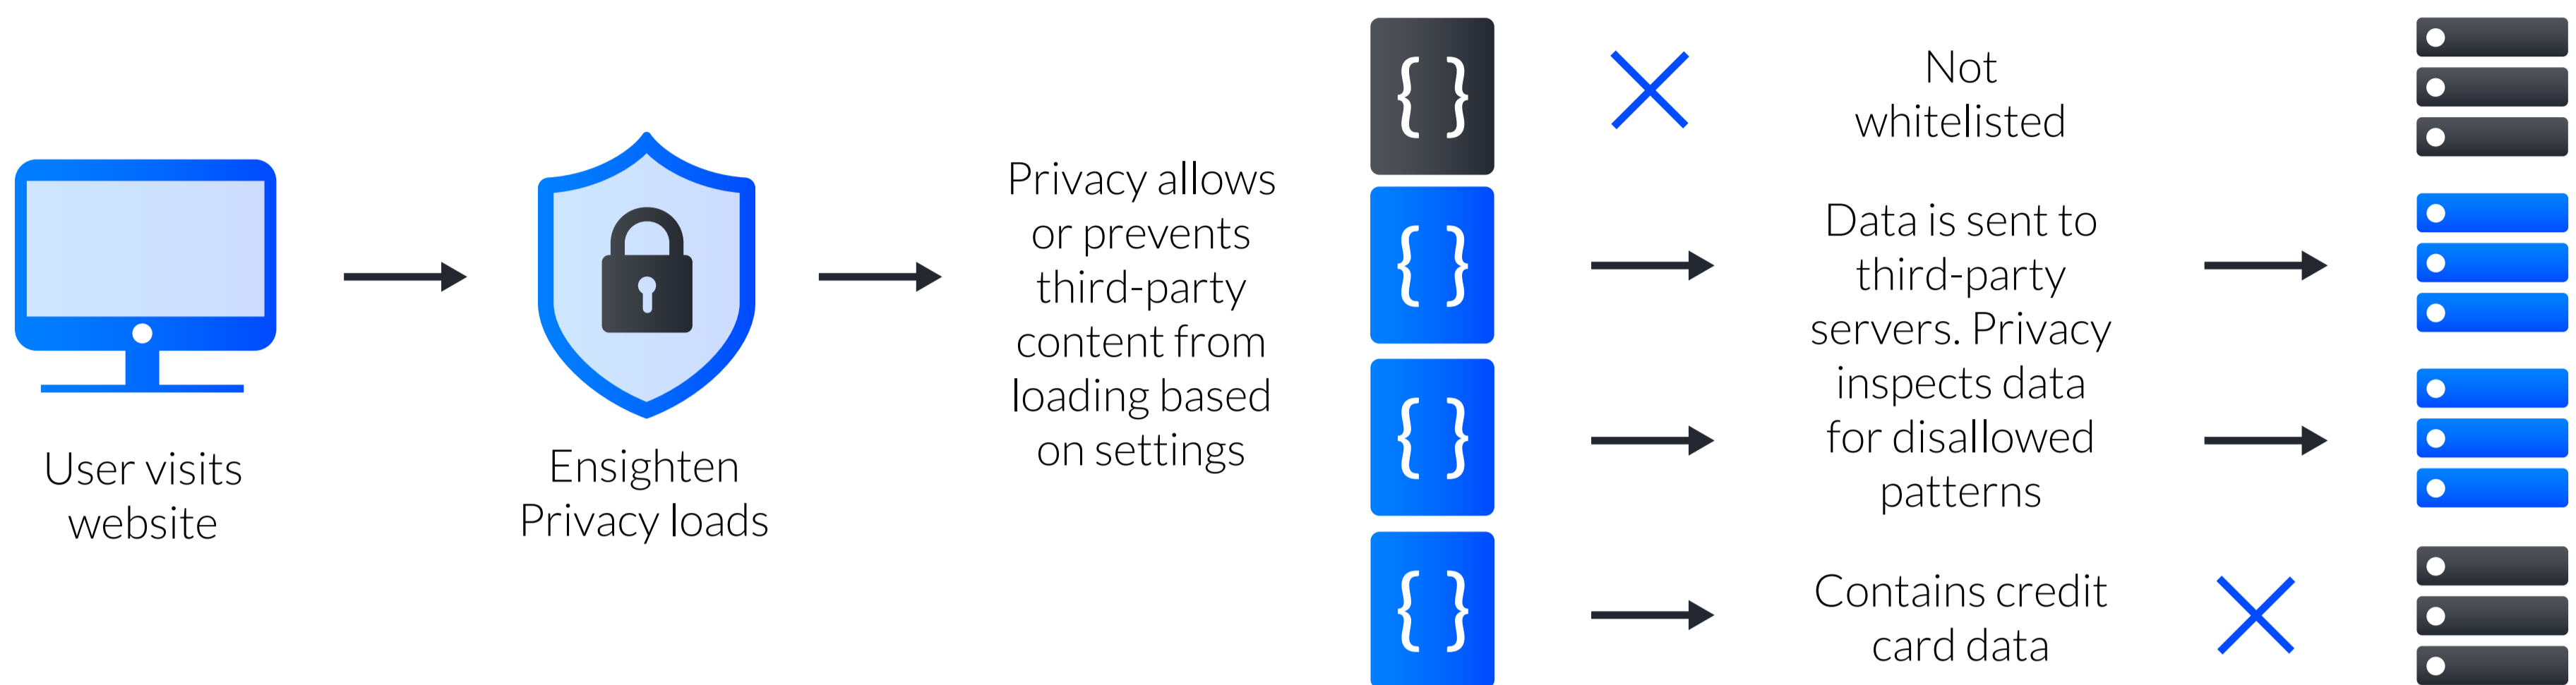 User visits
website
Ensighten
Privacy loads
Privacy allows
or prevents
third-party
content from
loading based
on settings
{ }
{ }
{ }
{ }
Not
whitelisted
Data is sent to
third-party
servers. Privacy
inspects data
for disallowed
patterns
Contains credit
card data